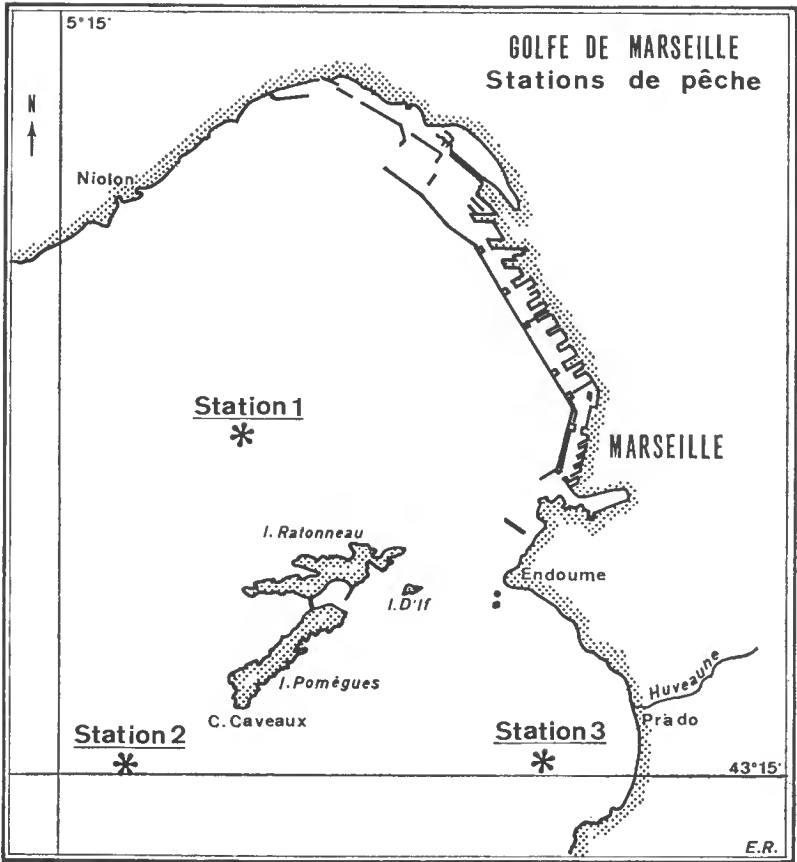 5°15'
GOLFE DE MARSEILLE
Stations de pêche
N
Niolon
Station 1
MARSEILLE
I. Ratonneau
Endoume
I. D'If
I. Pomègues
Huveaune
C. Caveaux
Prado
Station 2
Station 3
43°15'
E.R.